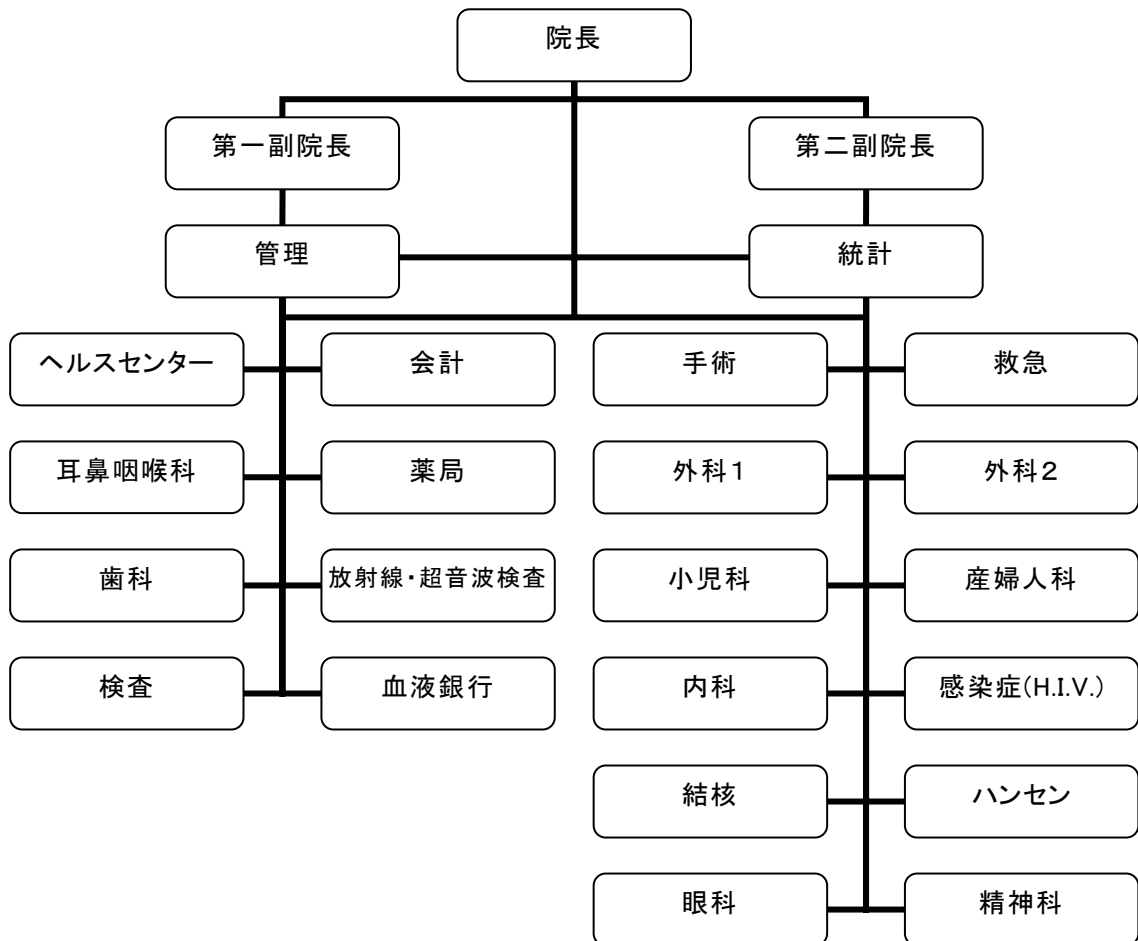 院長
第一副院長
第二副院長
管理
統計
ヘルスセンター
会計
手術
救急
耳鼻咽喉科
薬局
外科1
外科2
歯科
放射線・超音波検査
小児科
産婦人科
検査
血液銀行
内科
感染症(H.I.V.)
結核
ハンセン
眼科
精神科